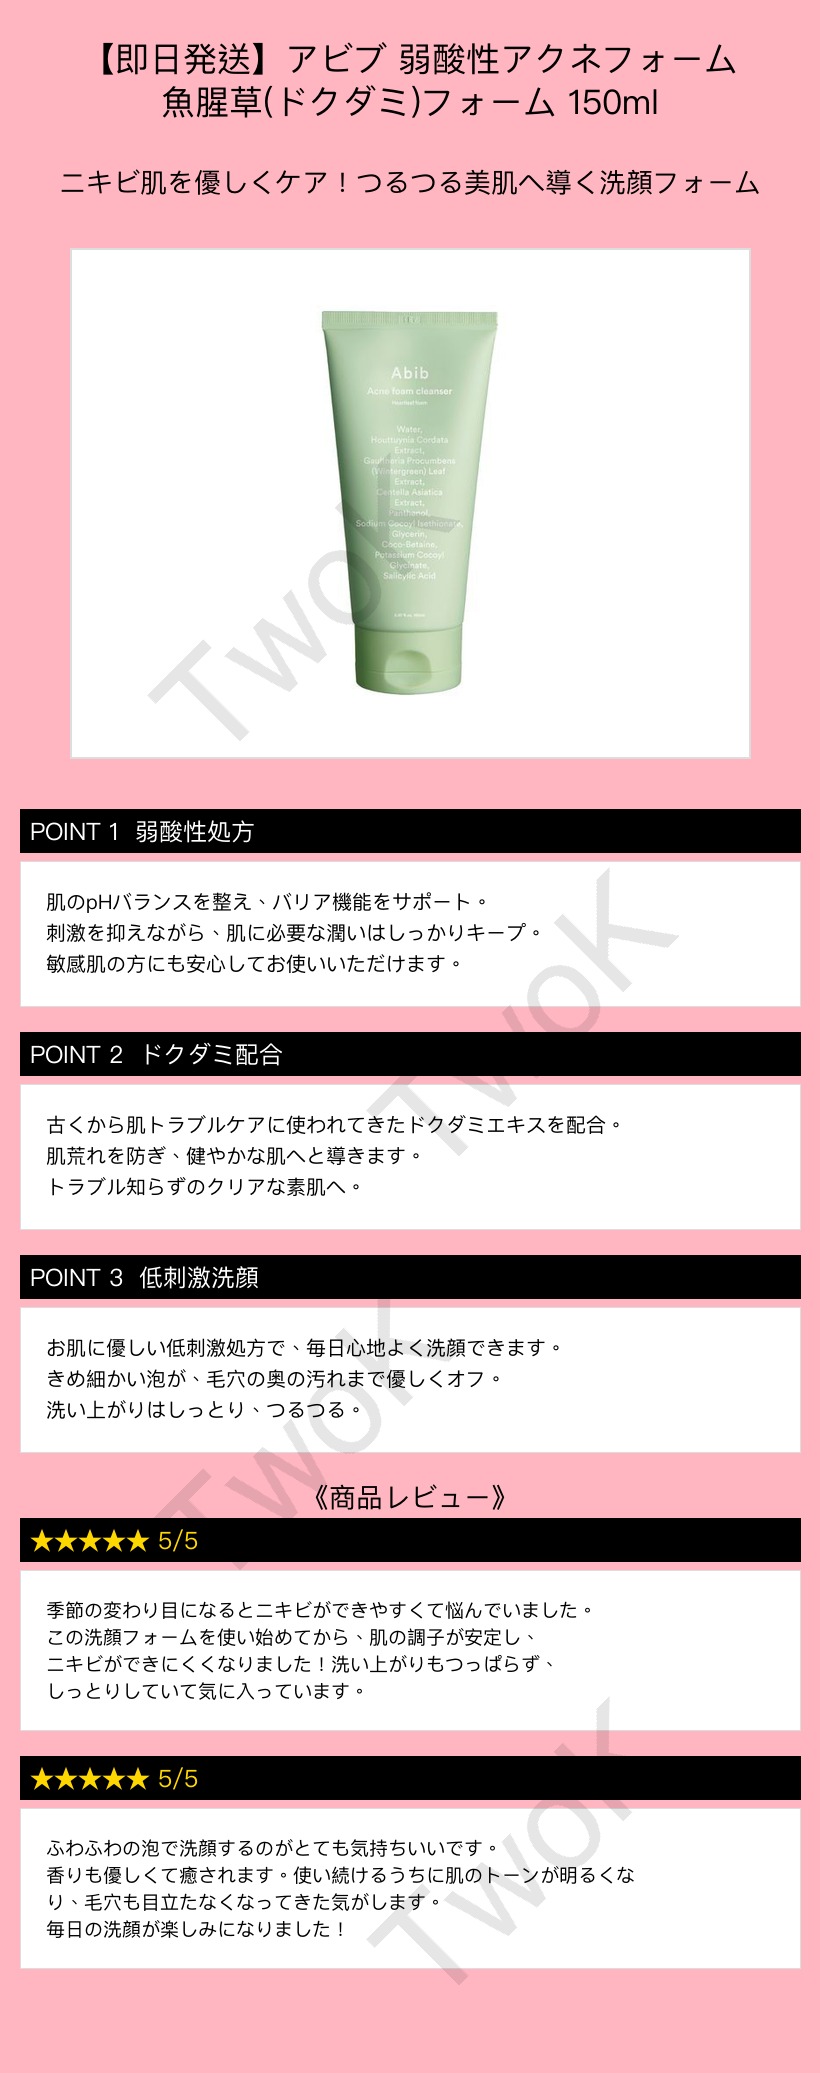 【即日発送】アビブ 弱酸性アクネフォーム
魚腥草(ドクダミ)フォーム 150ml
ニキビ肌を優しくケア！つるつる美肌へ導く洗顔フォーム
Abib
Acne foam cleanser
Heartleaf foam
Water,
Houttuynia Cordata
Extract,
Gaultheria Procumbens
(Wintergreen) Leaf
Extract,
Centella Asiatica
Extract,
Panthenol,
Sodium Cocoyl Isethionate,
Glycerin,
Coco-Betaine,
Potassium Cocoyl
Glycinate,
Salicylic Acid
TwoK
POINT 1 弱酸性処方
肌のpHバランスを整え、バリア機能をサポート。
刺激を抑えながら、肌に必要な潤いはしっかりキープ。
敏感肌の方にも安心してお使いいただけます。
TwoK
POINT 2 ドクダミ配合
古くから肌トラブルケアに使われてきたドクダミエキスを配合。
肌荒れを防ぎ、健やかな肌へと導きます。
トラブル知らずのクリアな素肌へ。
POINT 3 低刺激洗顔
お肌に優しい低刺激処方で、毎日心地よく洗顔できます。
きめ細かい泡が、毛穴の奥の汚れまで優しくオフ。
洗い上がりはしっとり、つるつる。
TwoK
《商品レビュー》
★★★★★ 5/5
季節の変わり目になるとニキビができやすくて悩んでいました。
この洗顔フォームを使い始めてから、肌の調子が安定し、
ニキビができにくくなりました！洗い上がりもつっぱらず、
しっとりしていて気に入っています。
★★★★★ 5/5
ふわふわの泡で洗顔するのがとても気持ちいいです。
香りも優しくて癒されます。使い続けるうちに肌のトーンが明るくな
り、毛穴も目立たなくなってきた気がします。
毎日の洗顔が楽しみになりました！
TwoK